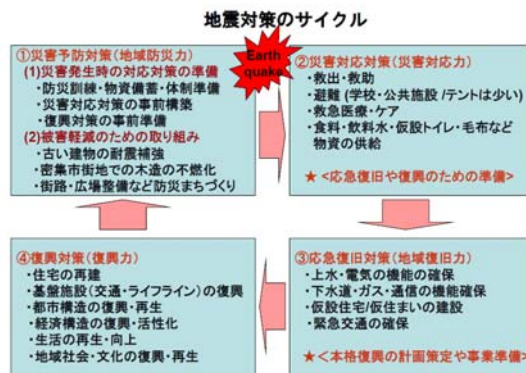 地震対策のサイクル
Earth
quake
①災害予防対策(地域防災力)
(1)災害発生時の対応対策の準備
・防災訓練・物資備蓄・体制準備
・災害対応対策の事前構築
・復興対策の事前準備
(2)被害軽減のための取り組み
・古い建物の耐震補強
・密集市街地での木造の不燃化
・街路・広場整備など防災まちづくり
②災害対応対策(災害対応力)
・救出・救助
・避難(学校・公共施設/テントは少い)
・救急医療・ケア
・食料・飲料水・仮設トイレ・毛布など
物資の供給
★<応急復旧や復興のための準備>
③応急復旧対策(地域復旧力)
・上水・電気の機能の確保
・下水道・ガス・通信の機能確保
・仮設住宅/仮住まいの建設
・緊急交通の確保
★<本格復興の計画策定や事業準備>
④復興対策(復興力)
・住宅の再建
・基盤施設(交通・ライフライン)の復興
・都市構造の復興・再生
・経済構造の復興・活性化
・生活の再生・向上
・地域社会・文化の復興・再生